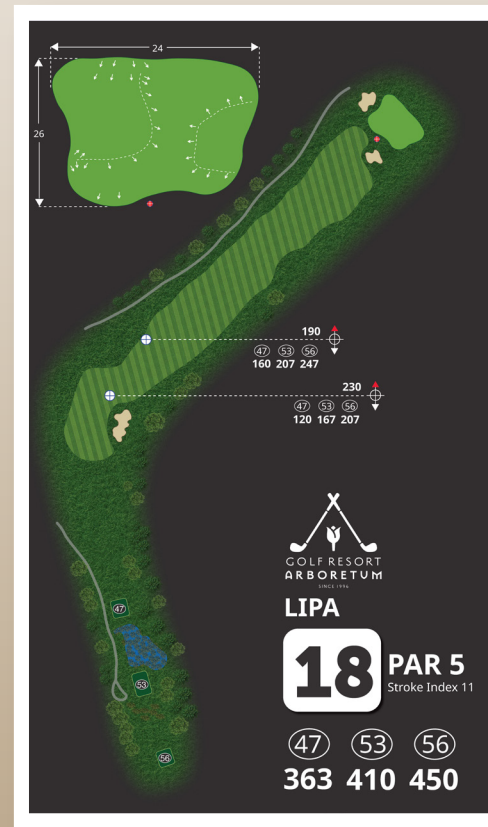 24
26
190
47 53 56
160 207 247
230
47 53 56
120 167 207
47
53
56
GOLF RESORT
ARBORETUM
SINCE 1996
LIPA
18
PAR 5
Stroke Index 11
47 53 56
363 410 450